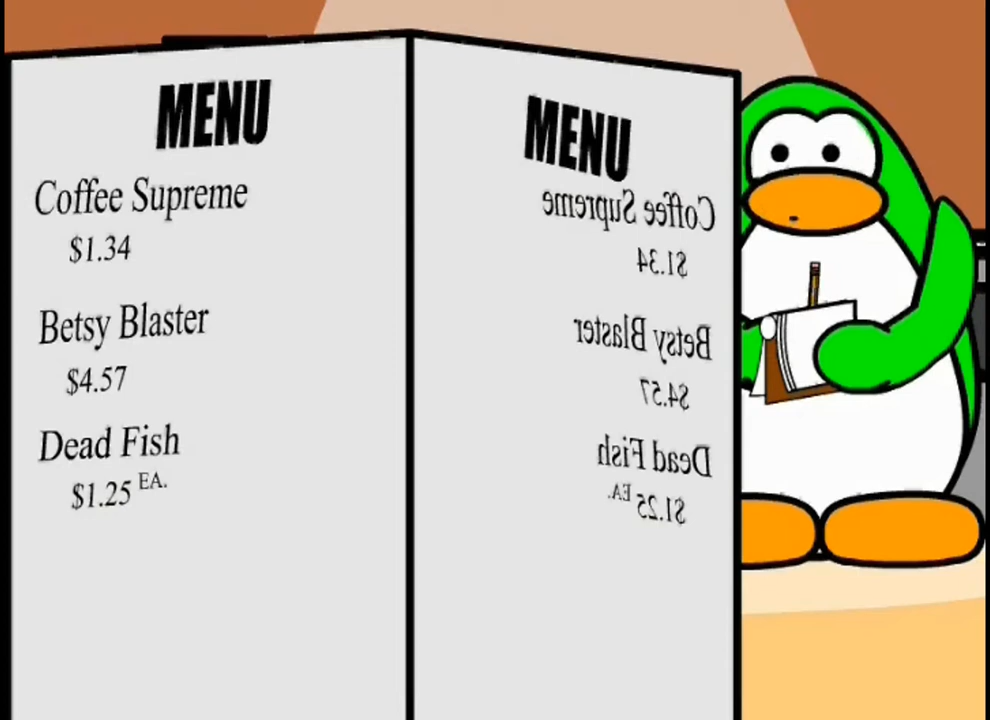 MENU
Coffee Supreme
$1.34
Betsy Blaster
$4.57
Dead Fish
$1.25 EA.
MENU
Coffee Supreme
$1.34
Betsy Blaster
$4.57
Dead Fish
$1.25 EA.